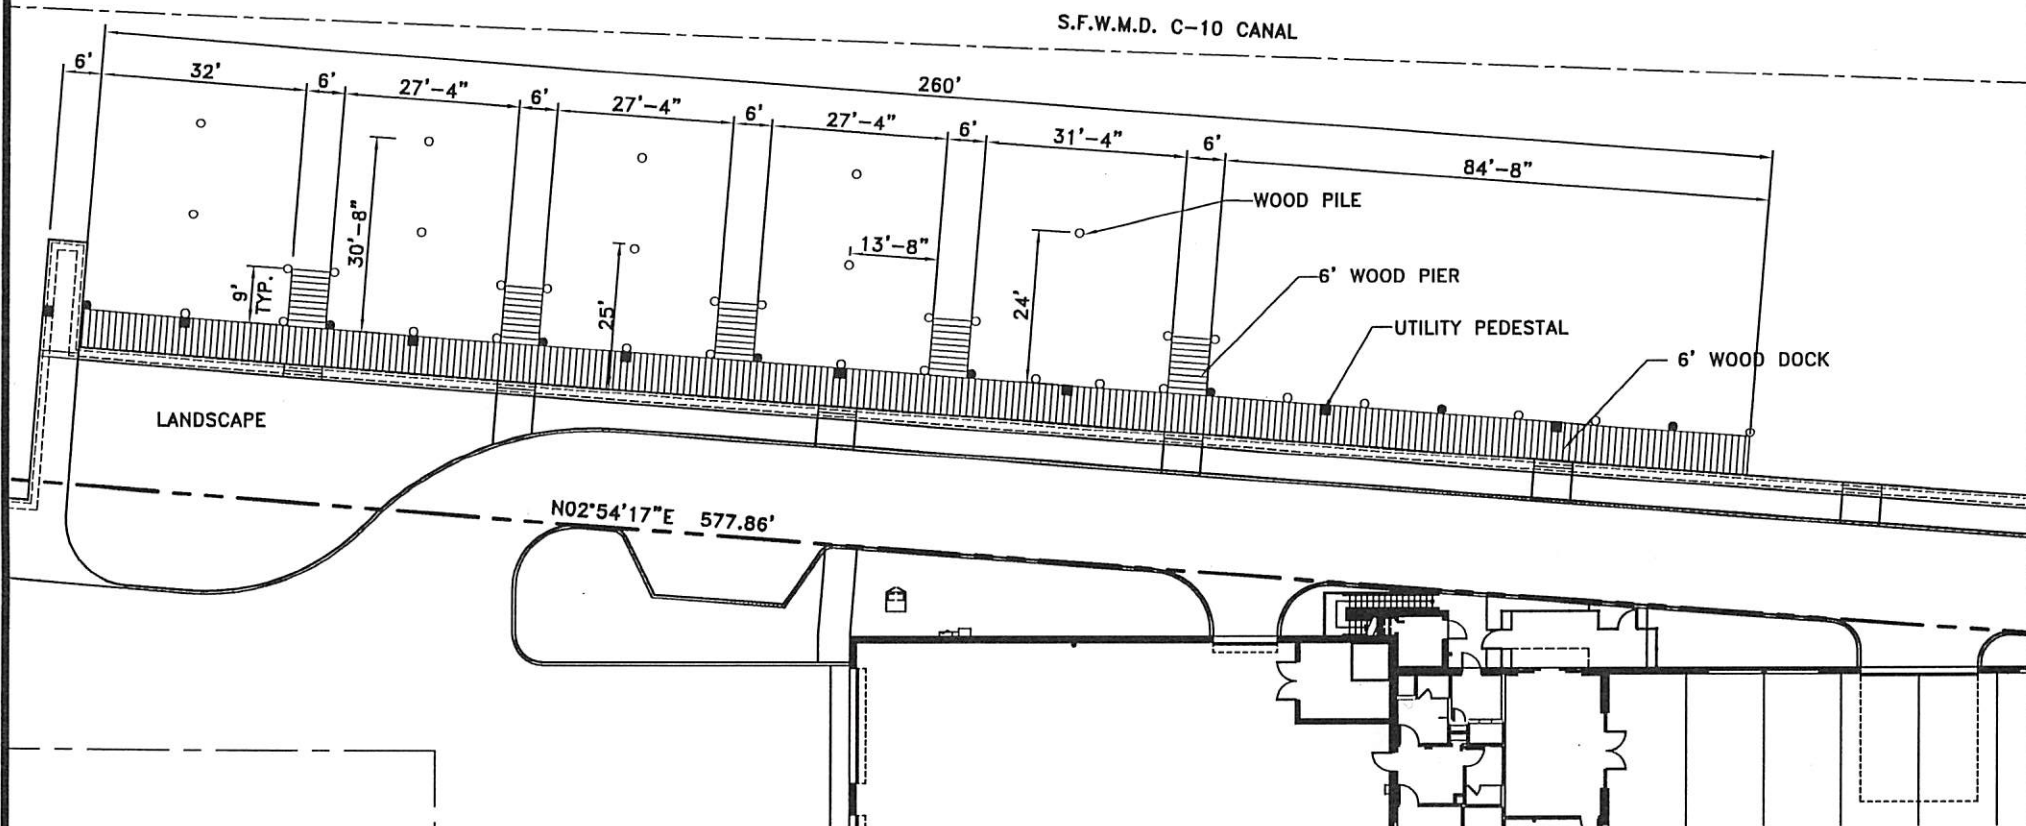 S.F.W.M.D. C-10 CANAL
260'
6'
32'
6'
27'-4"
6'
27'-4"
6'
27'-4"
6'
31'-4"
6'
84'-8"
WOOD PILE
30'-8"
13'-8"
6' WOOD PIER
9'
TYP.
25'
24'
UTILITY PEDESTAL
6' WOOD DOCK
LANDSCAPE
N02°54'17"E 577.86'